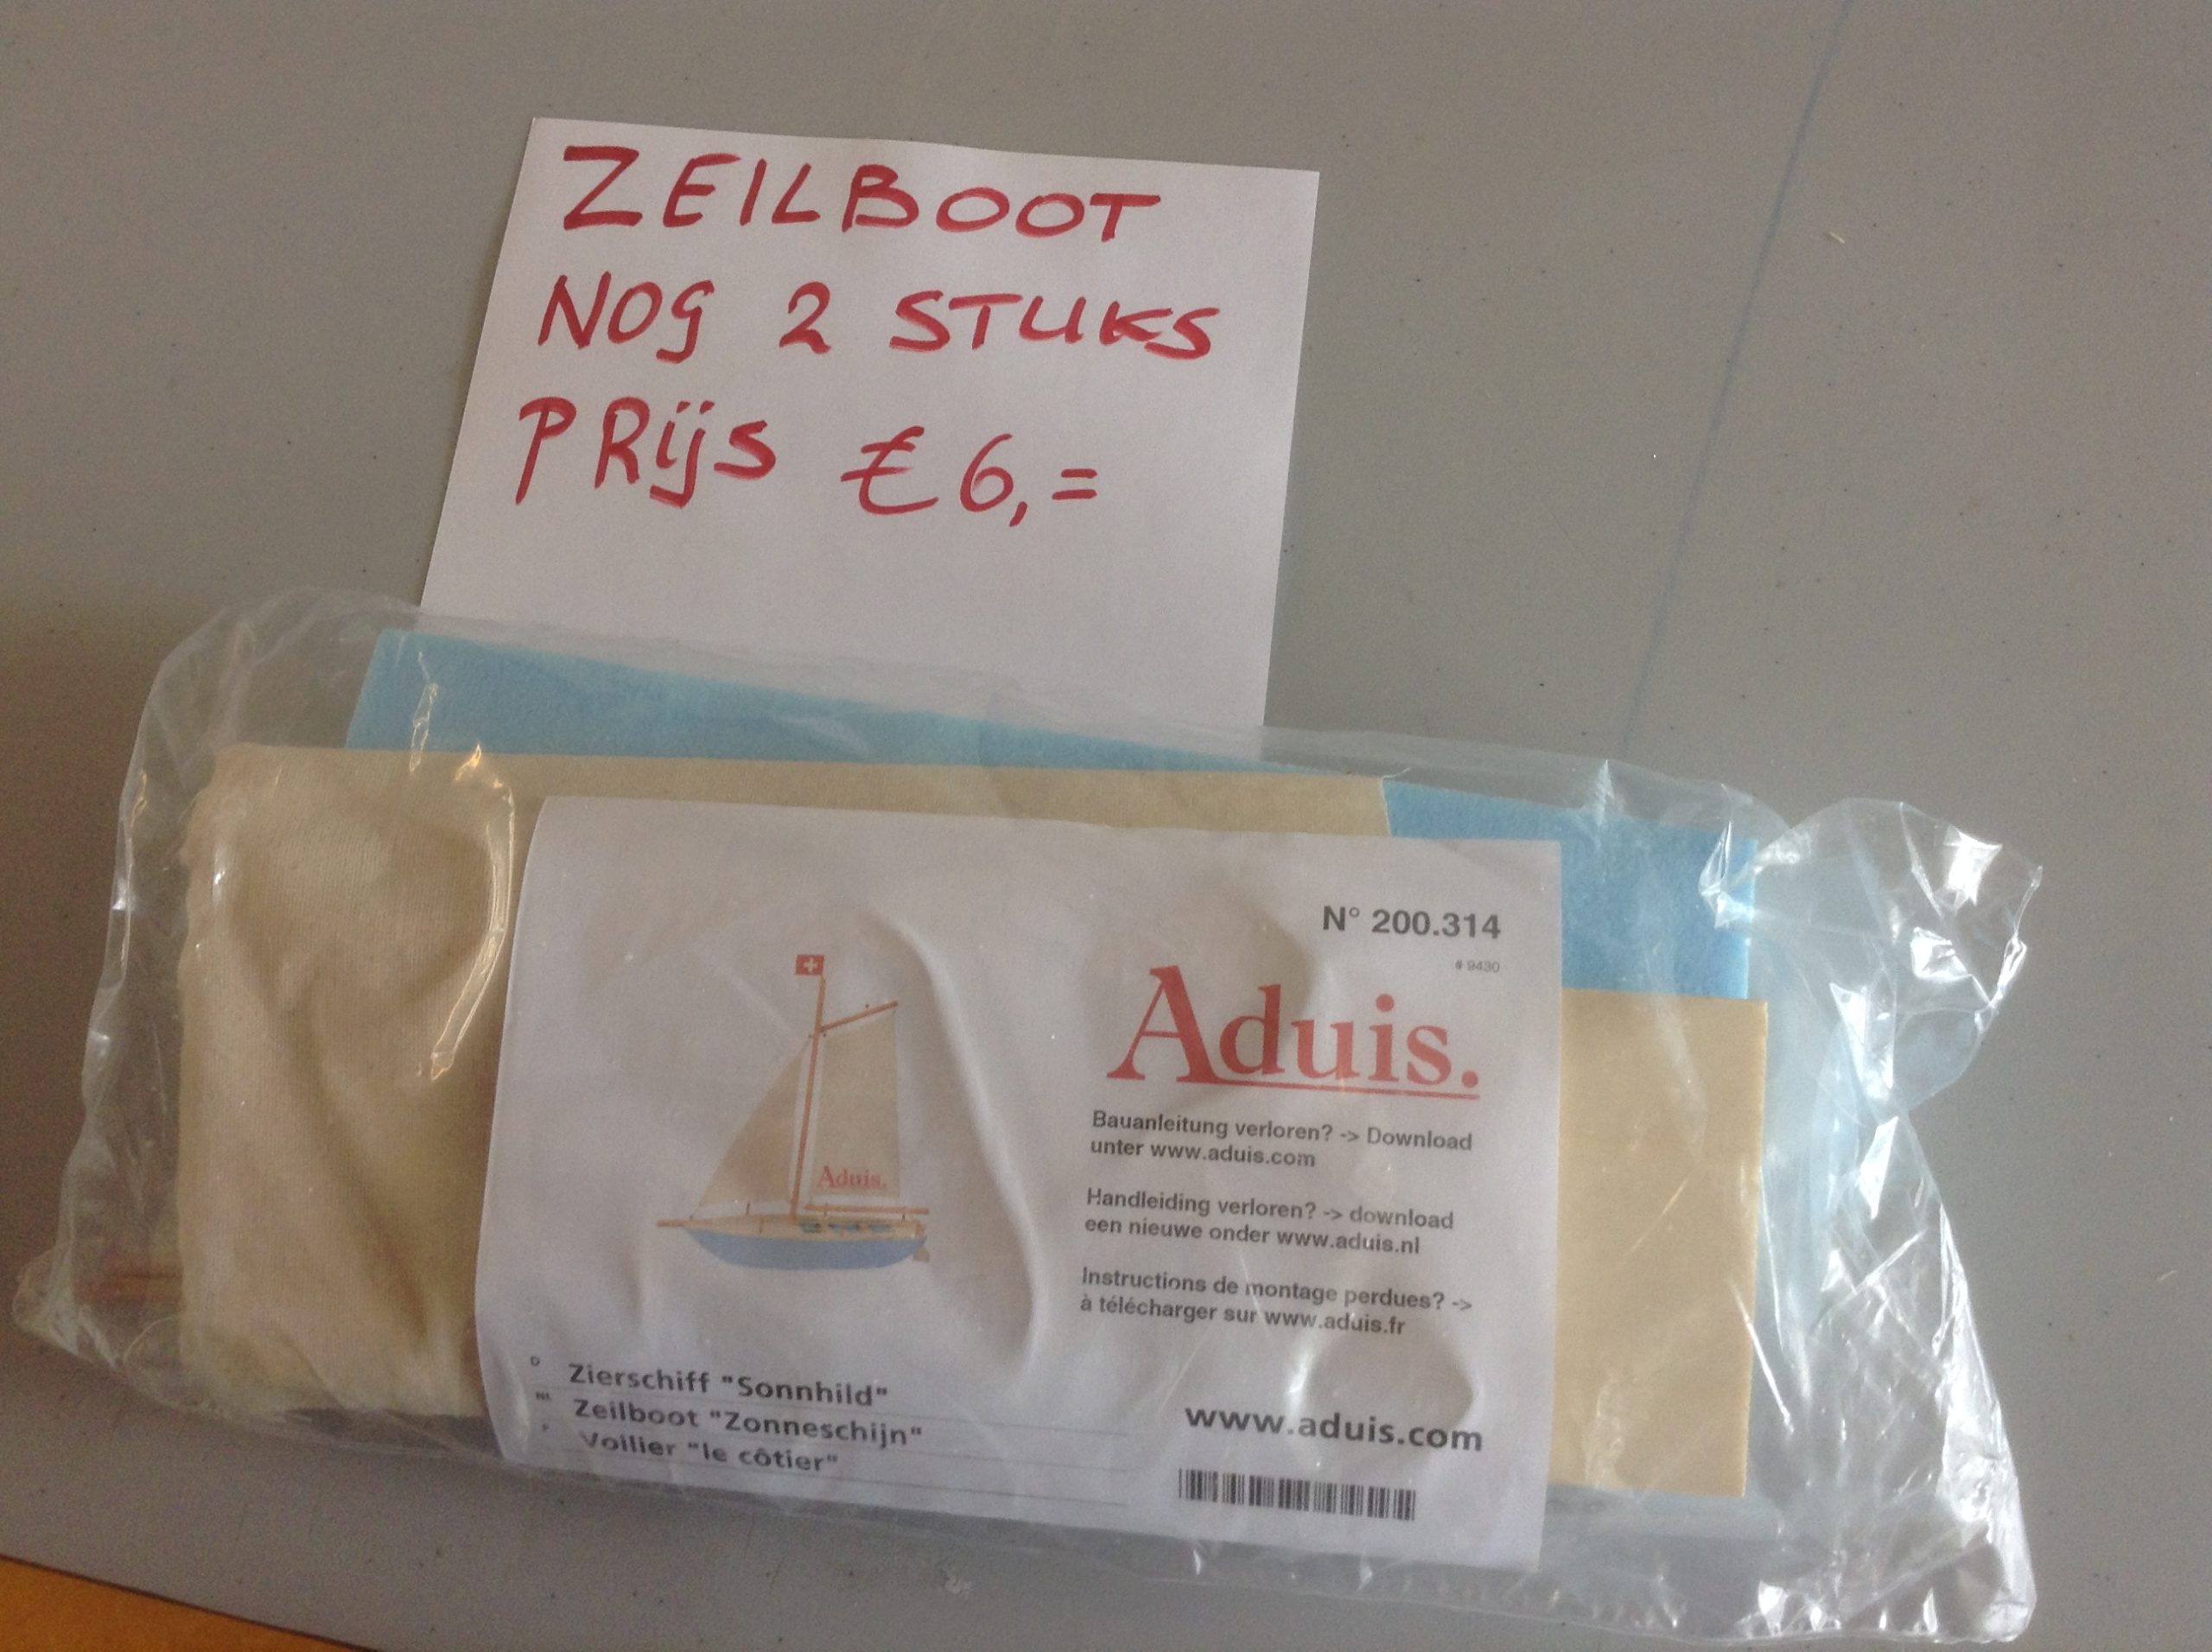 ZEILBOOT
NOG 2 STUKS
PRijS € 6,=
N° 200.314
# 9430
Aduis.
Aduis.
Bauanleitung verloren? -> Download
unter www.aduis.com
Handleiding verloren? -> download
een nieuwe onder www.aduis.nl
Instructions de montage perdues? ->
à télécharger sur www.aduis.fr
D Zierschiff "Sonnhild"
NL Zeilboot "Zonneschijn"
F Voilier "le côtier"
www.aduis.com